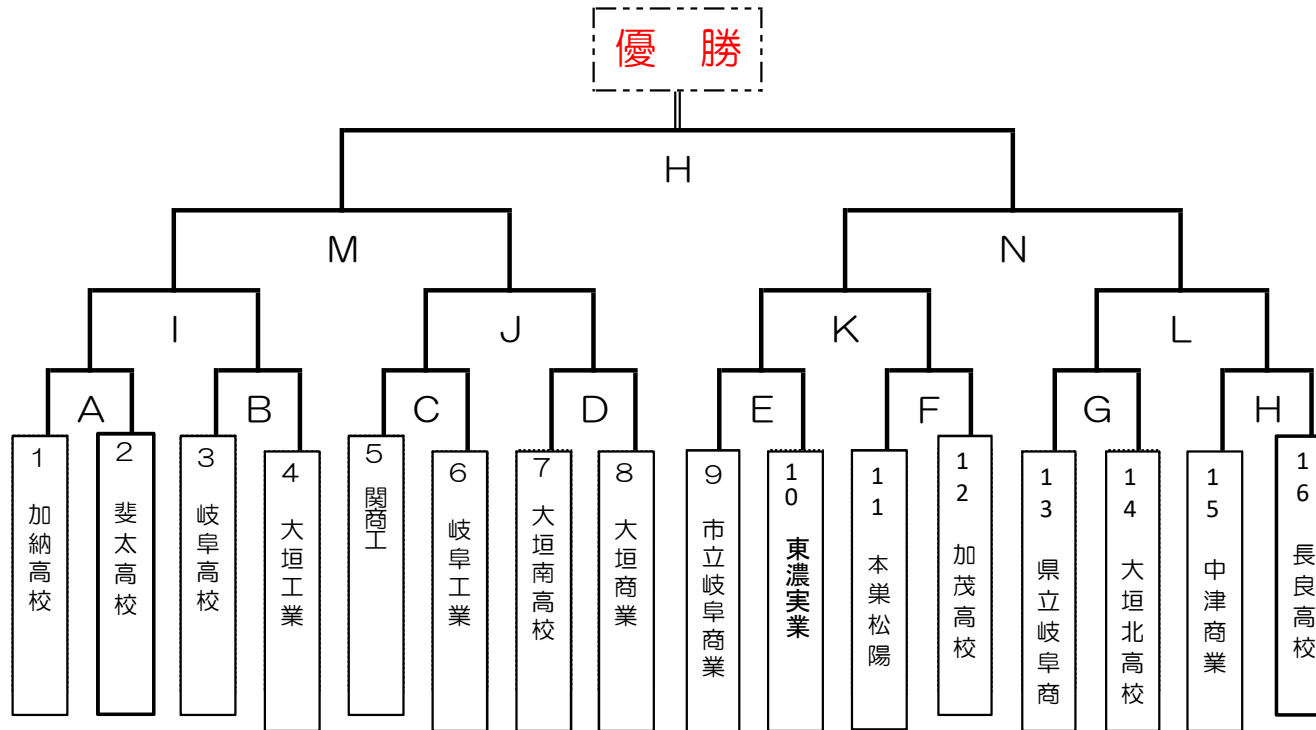 優 勝
H
M
N
I
J
K
L
A
B
C
D
E
F
G
H
1 加納高校
2 斐太高校
3 岐阜高校
4 大垣工業
5 関商工
6 岐阜工業
7 大垣南高校
8 大垣商業
9 市立岐阜商業
10 東濃実業
11 本巣松陽
12 加茂高校
13 県立岐阜商
14 大垣北高校
15 中津商業
16 長良高校